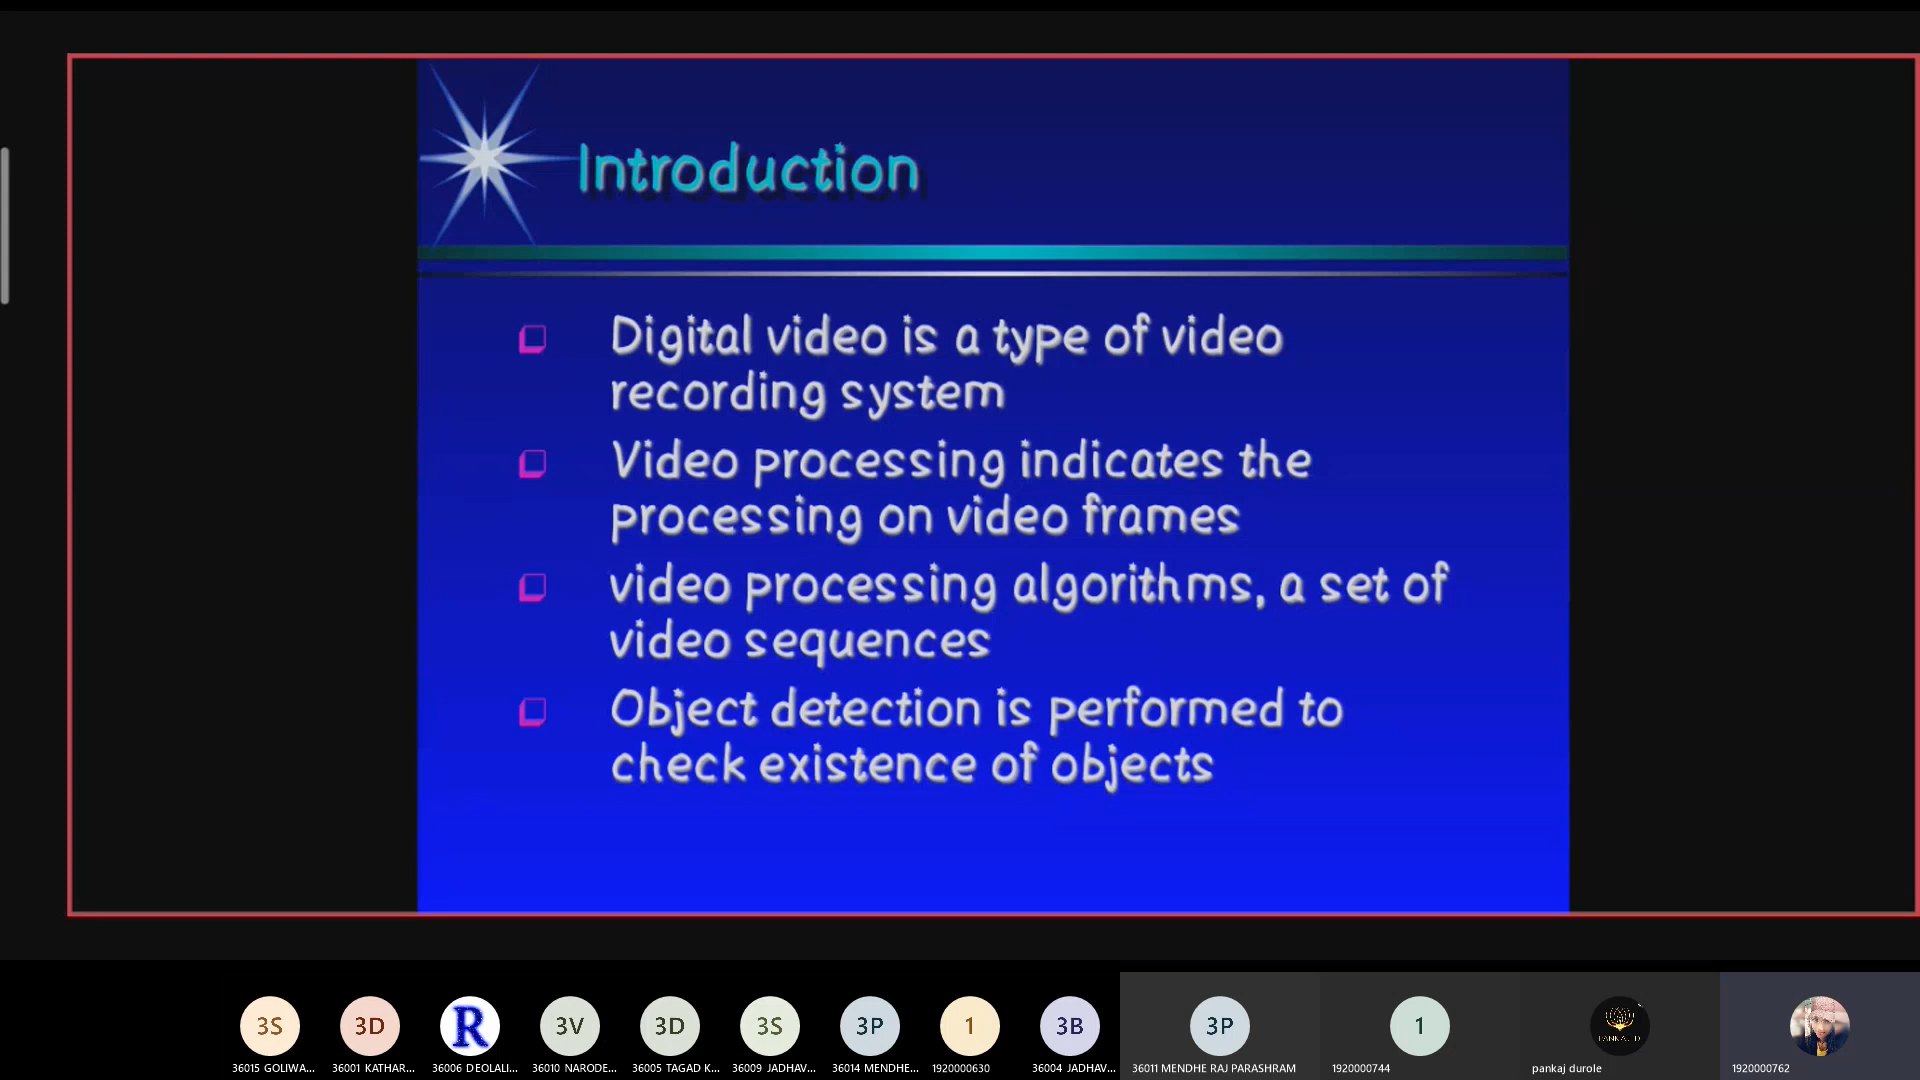 Introduction
Digital video is a type of video
recording system
Video processing indicates the
processing on video frames
video processing algorithms, a set of
video sequences
Object detection is performed to
check existence of objects
3S
3D
R
3V
3D
3S
3P
1
3B
3P
1
PANKAJ D
36015 GOLIWA...
36001 KATHAR...
36006 DEOLALI...
36010 NARODE...
36005 TAGAD K...
36009 JADHAV...
36014 MENDHE...
1920000630
36004 JADHAV...
36011 MENDHE RAJ PARASHRAM
1920000744
pankaj durole
1920000762